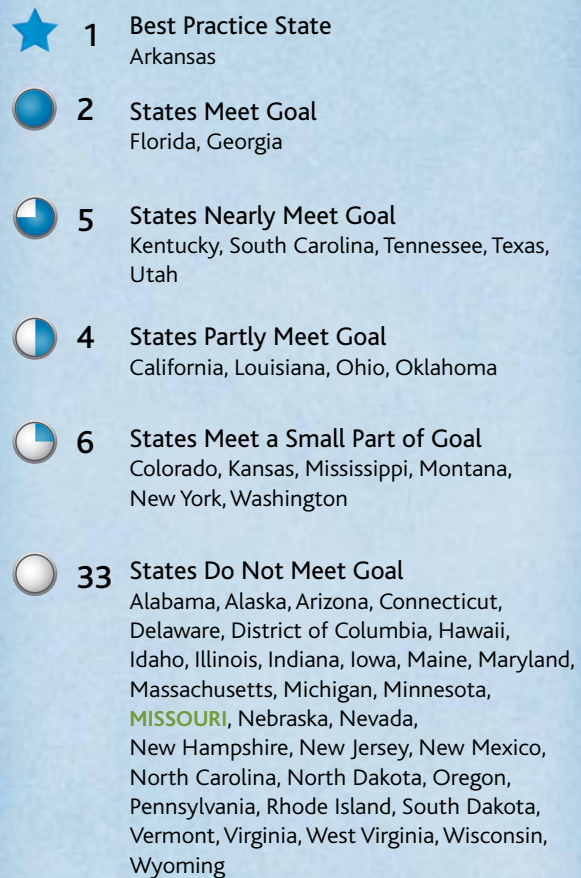 1 Best Practice State
Arkansas
2 States Meet Goal
Florida, Georgia
5 States Nearly Meet Goal
Kentucky, South Carolina, Tennessee, Texas,
Utah
4 States Partly Meet Goal
California, Louisiana, Ohio, Oklahoma
6 States Meet a Small Part of Goal
Colorado, Kansas, Mississippi, Montana,
New York, Washington
33 States Do Not Meet Goal
Alabama, Alaska, Arizona, Connecticut,
Delaware, District of Columbia, Hawaii,
Idaho, Illinois, Indiana, Iowa, Maine, Maryland,
Massachusetts, Michigan, Minnesota,
MISSOURI, Nebraska, Nevada,
New Hampshire, New Jersey, New Mexico,
North Carolina, North Dakota, Oregon,
Pennsylvania, Rhode Island, South Dakota,
Vermont, Virginia, West Virginia, Wisconsin,
Wyoming